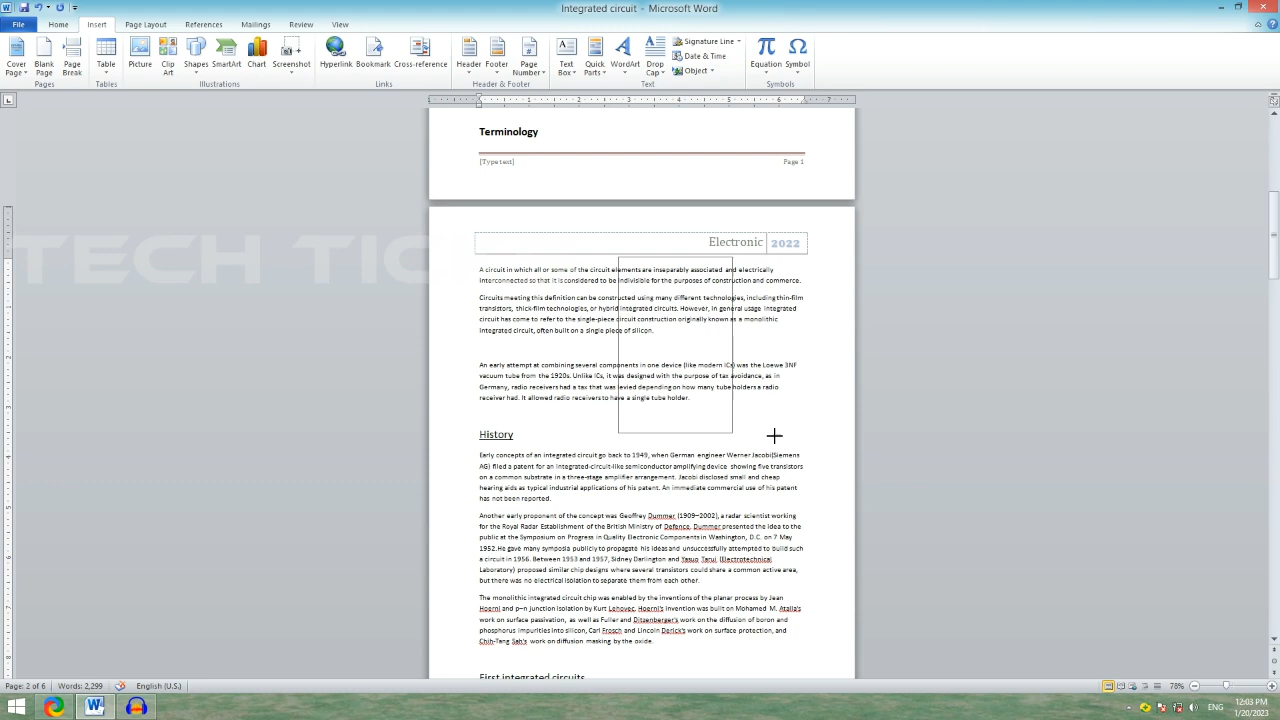 Integrated circuit - Microsoft Word
File Home Insert Page Layout References Mailings Review View
Cover Page Blank Page Page Break Table Picture Clip Art Shapes SmartArt Chart Screenshot Hyperlink Bookmark Cross-reference Header Footer Page Number Text Box Quick Parts WordArt Drop Cap Signature Line Date & Time Object Equation Symbol
Pages Tables Illustrations Links Header & Footer Text Symbols
Terminology
[Type text] Page 1
TECH TIC
Electronic 2022
A circuit in which all or some of the circuit elements are inseparably associated and electrically
interconnected so that it is considered to be indivisible for the purposes of construction and commerce.
Circuits meeting this definition can be constructed using many different technologies, including thin-film
transistors, thick-film technologies, or hybrid integrated circuits. However, in general usage integrated
circuit has come to refer to the single-piece circuit construction originally known as a monolithic
integrated circuit, often built on a single piece of silicon.
An early attempt at combining several components in one device (like modern ICs) was the Loewe 3NF
vacuum tube from the 1920s. Unlike ICs, it was designed with the purpose of tax avoidance, as in
Germany, radio receivers had a tax that was levied depending on how many tube holders a radio
receiver had. It allowed radio receivers to have a single tube holder.
History
Early concepts of an integrated circuit go back to 1949, when German engineer Werner Jacobi(Siemens
AG) filed a patent for an integrated-circuit-like semiconductor amplifying device showing five transistors
on a common substrate in a three-stage amplifier arrangement. Jacobi disclosed small and cheap
hearing aids as typical industrial applications of his patent. An immediate commercial use of his patent
has not been reported.
Another early proponent of the concept was Geoffrey Dummer (1909–2002), a radar scientist working
for the Royal Radar Establishment of the British Ministry of Defence. Dummer presented the idea to the
public at the Symposium on Progress in Quality Electronic Components in Washington, D.C. on 7 May
1952.He gave many symposia publicly to propagate his ideas and unsuccessfully attempted to build such
a circuit in 1956. Between 1953 and 1957, Sidney Darlington and Yasuo Tarui, (Electrotechnical
Laboratory) proposed similar chip designs where several transistors could share a common active area,
but there was no electrical isolation to separate them from each other.
The monolithic integrated circuit chip was enabled by the inventions of the planar process by Jean
Hoerni and p–n junction isolation by Kurt Lehovec. Hoerni's invention was built on Mohamed M. Atalla's
work on surface passivation, as well as Fuller and Ditzenberger's work on the diffusion of boron and
phosphorus impurities into silicon, Carl Frosch and Lincoln Derick's work on surface protection, and
Chih-Tang Sah's work on diffusion masking by the oxide.
First integrated circuits
Page: 2 of 6 Words: 2,299 English (U.S.) 78%
ENG 12:03 PM
1/20/2023